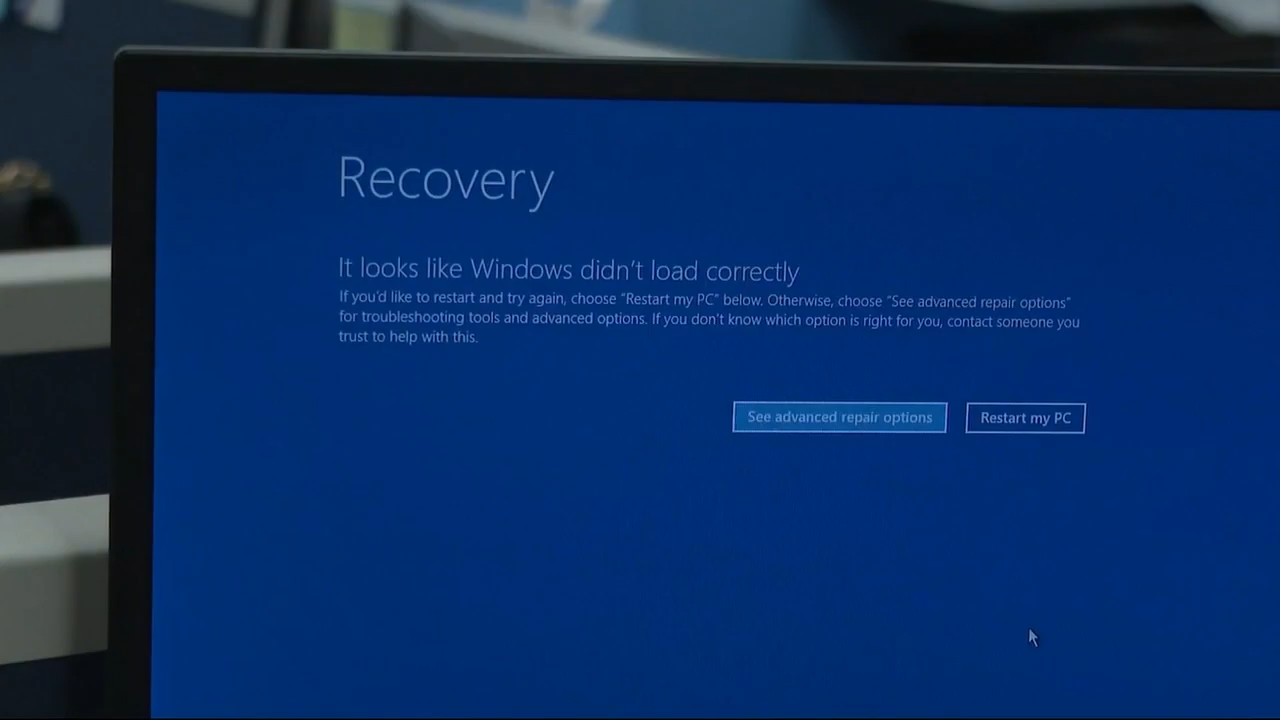 Recovery
It looks like Windows didn't load correctly
If you'd like to restart and try again, choose "Restart my PC" below. Otherwise, choose "See advanced repair options"
for troubleshooting tools and advanced options. If you don't know which option is right for you, contact someone you
trust to help with this.
See advanced repair options
Restart my PC